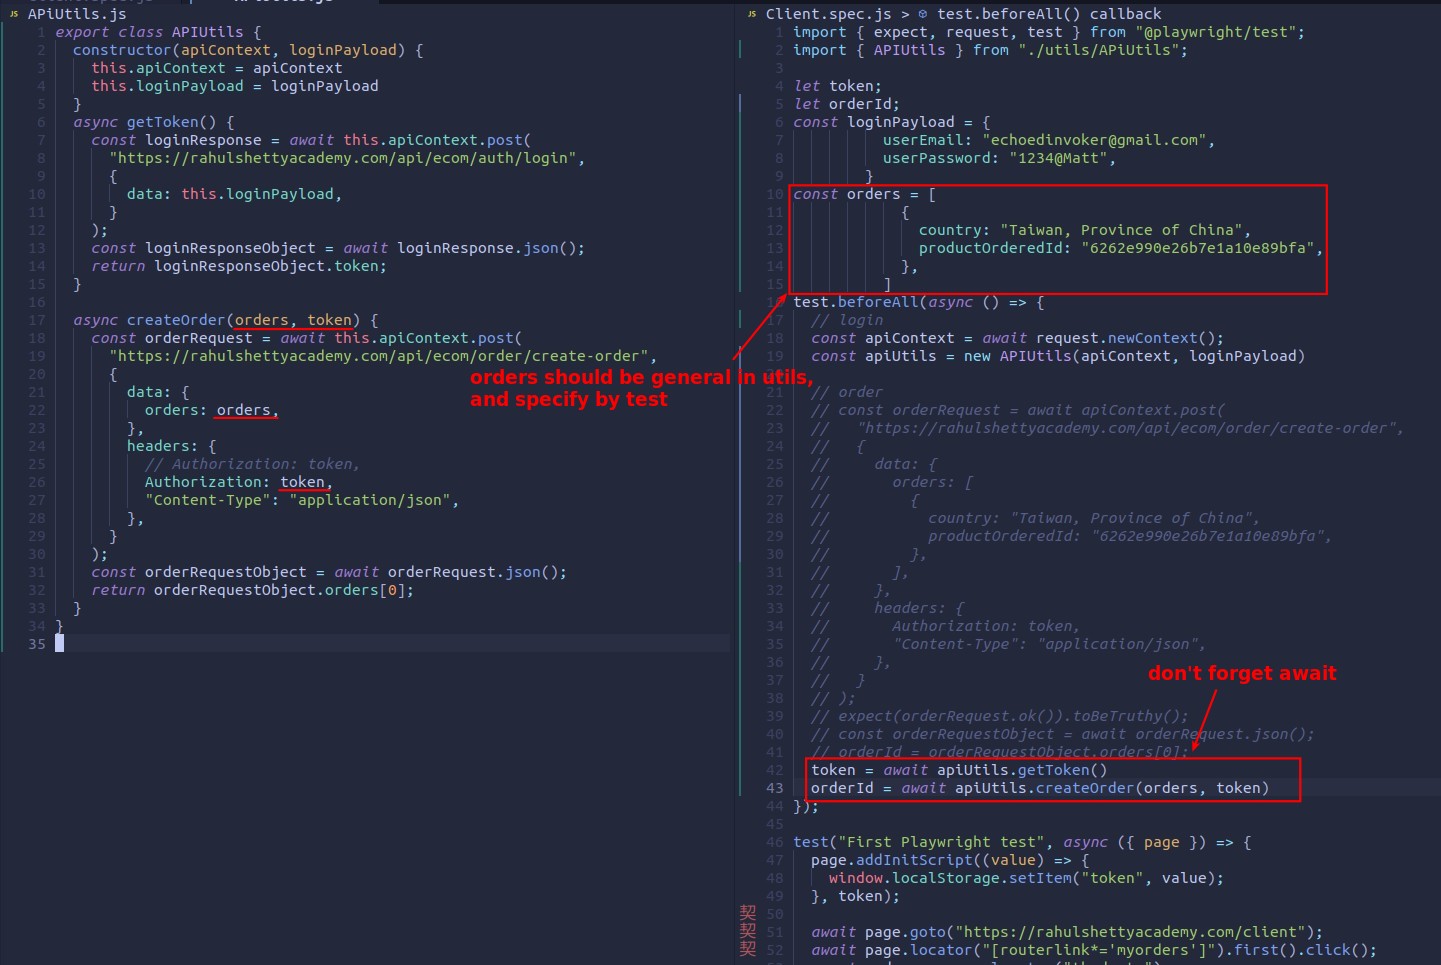 APiUtils.js
1 export class APIUtils {
2 constructor(apiContext, loginPayload) {
3 this.apiContext = apiContext
4 this.loginPayload = loginPayload
5 }
6 async getToken() {
7 const loginResponse = await this.apiContext.post(
8 "https://rahulshettyacademy.com/api/ecom/auth/login",
9 {
10 data: this.loginPayload,
11 }
12 );
13 const loginResponseObject = await loginResponse.json();
14 return loginResponseObject.token;
15 }
16
17 async createOrder(orders, token) {
18 const orderRequest = await this.apiContext.post(
19 "https://rahulshettyacademy.com/api/ecom/order/create-order",
20 {
21 data: {
22 orders: orders,
23 },
24 headers: {
25 // Authorization: token,
26 Authorization: token,
27 "Content-Type": "application/json",
28 },
29 }
30 );
31 const orderRequestObject = await orderRequest.json();
32 return orderRequestObject.orders[0];
33 }
34 }
35
orders should be general in utils,
and specify by test
Client.spec.js > test.beforeAll() callback
1 import { expect, request, test } from "@playwright/test";
2 import { APIUtils } from "./utils/APiUtils";
3
4 let token;
5 let orderId;
6 const loginPayload = {
7 userEmail: "echoedinvoker@gmail.com",
8 userPassword: "1234@Matt",
9 }
10 const orders = [
11 {
12 country: "Taiwan, Province of China",
13 productOrderedId: "6262e990e26b7e1a10e89bfa",
14 },
15 ]
16 test.beforeAll(async () => {
17 // login
18 const apiContext = await request.newContext();
19 const apiUtils = new APIUtils(apiContext, loginPayload)
21 // order
22 // const orderRequest = await apiContext.post(
23 // "https://rahulshettyacademy.com/api/ecom/order/create-order",
24 // {
25 // data: {
26 // orders: [
27 // {
28 // country: "Taiwan, Province of China",
29 // productOrderedId: "6262e990e26b7e1a10e89bfa",
30 // },
31 // ],
32 // },
33 // headers: {
34 // Authorization: token,
35 // "Content-Type": "application/json",
36 // },
37 // }
38 // );
don't forget await
39 // expect(orderRequest.ok()).toBeTruthy();
40 // const orderRequestObject = await orderRequest.json();
41 // orderId = orderRequestObject.orders[0];
42 token = await apiUtils.getToken()
43 orderId = await apiUtils.createOrder(orders, token)
44 });
45
46 test("First Playwright test", async ({ page }) => {
47 page.addInitScript((value) => {
48 window.localStorage.setItem("token", value);
49 }, token);
契 50
契 51 await page.goto("https://rahulshettyacademy.com/client");
契 52 await page.locator("[routerlink*='myorders']").first().click();